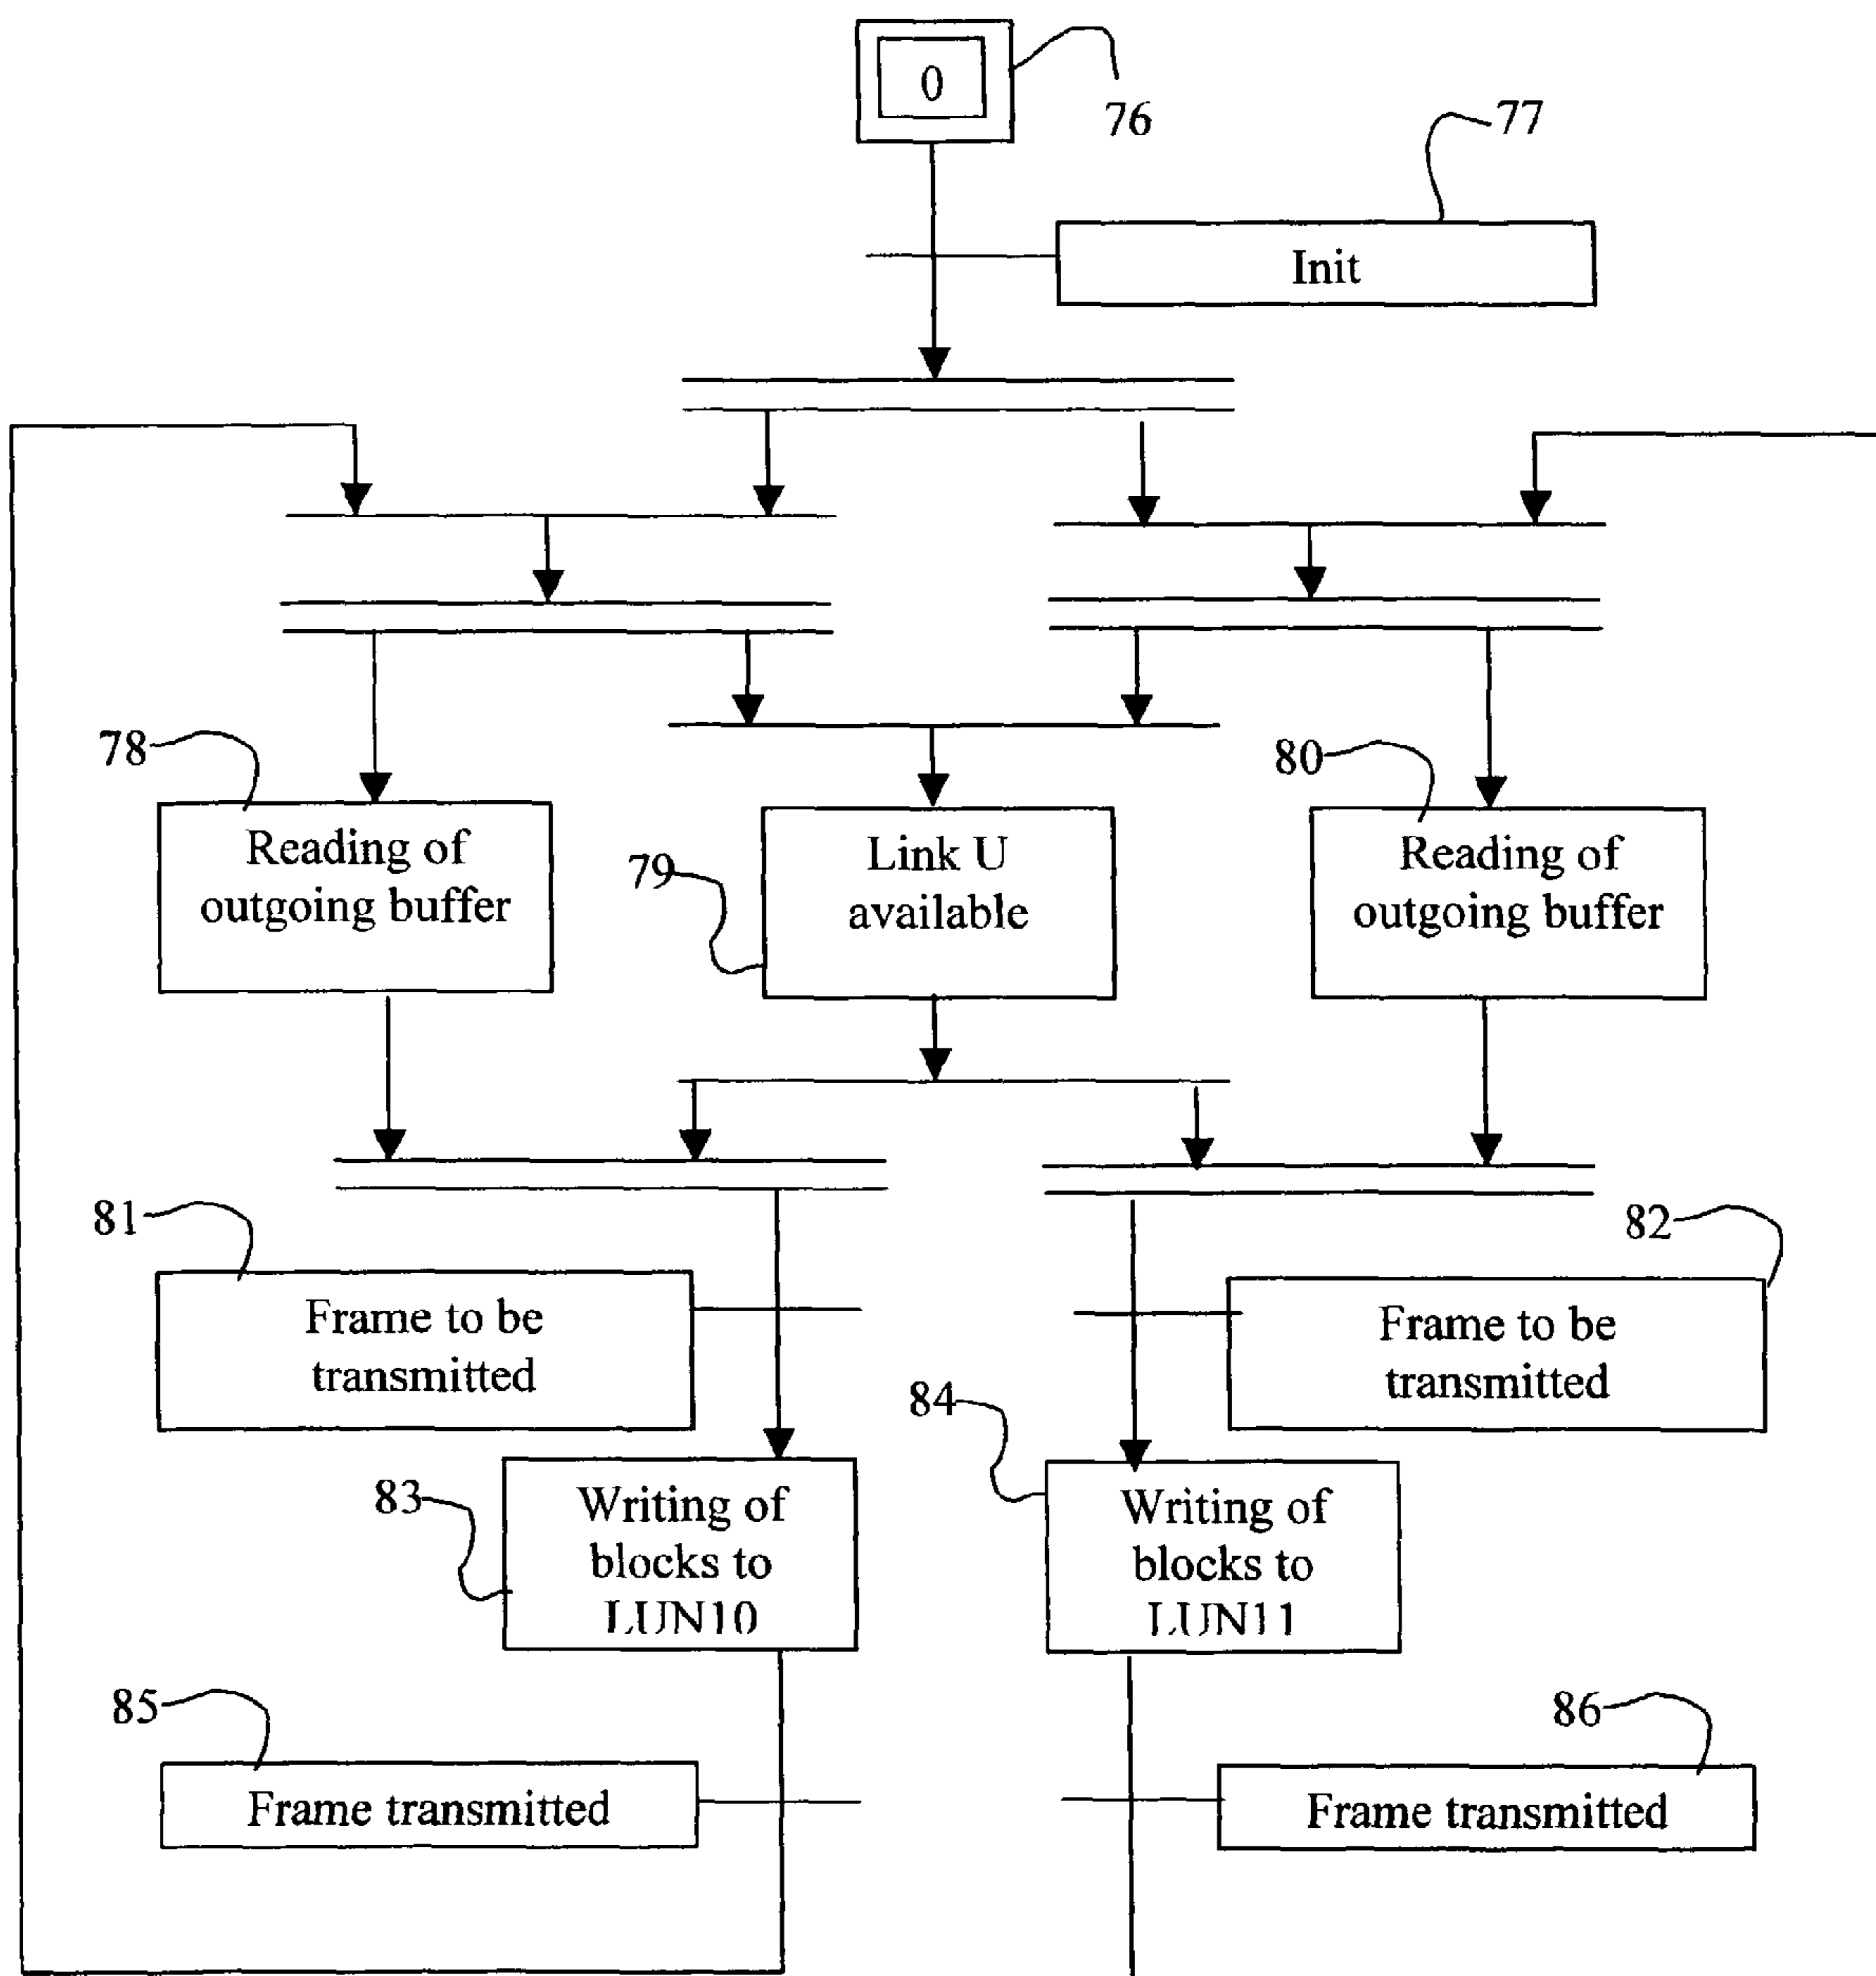 0
76
77
Init
78
80
Reading of
outgoing buffer
79
Link U
available
Reading of
outgoing buffer
81
82
Frame to be
transmitted
Frame to be
transmitted
84
83
Writing of
blocks to
LUN10
Writing of
blocks to
LUN11
85
86
Frame transmitted
Frame transmitted